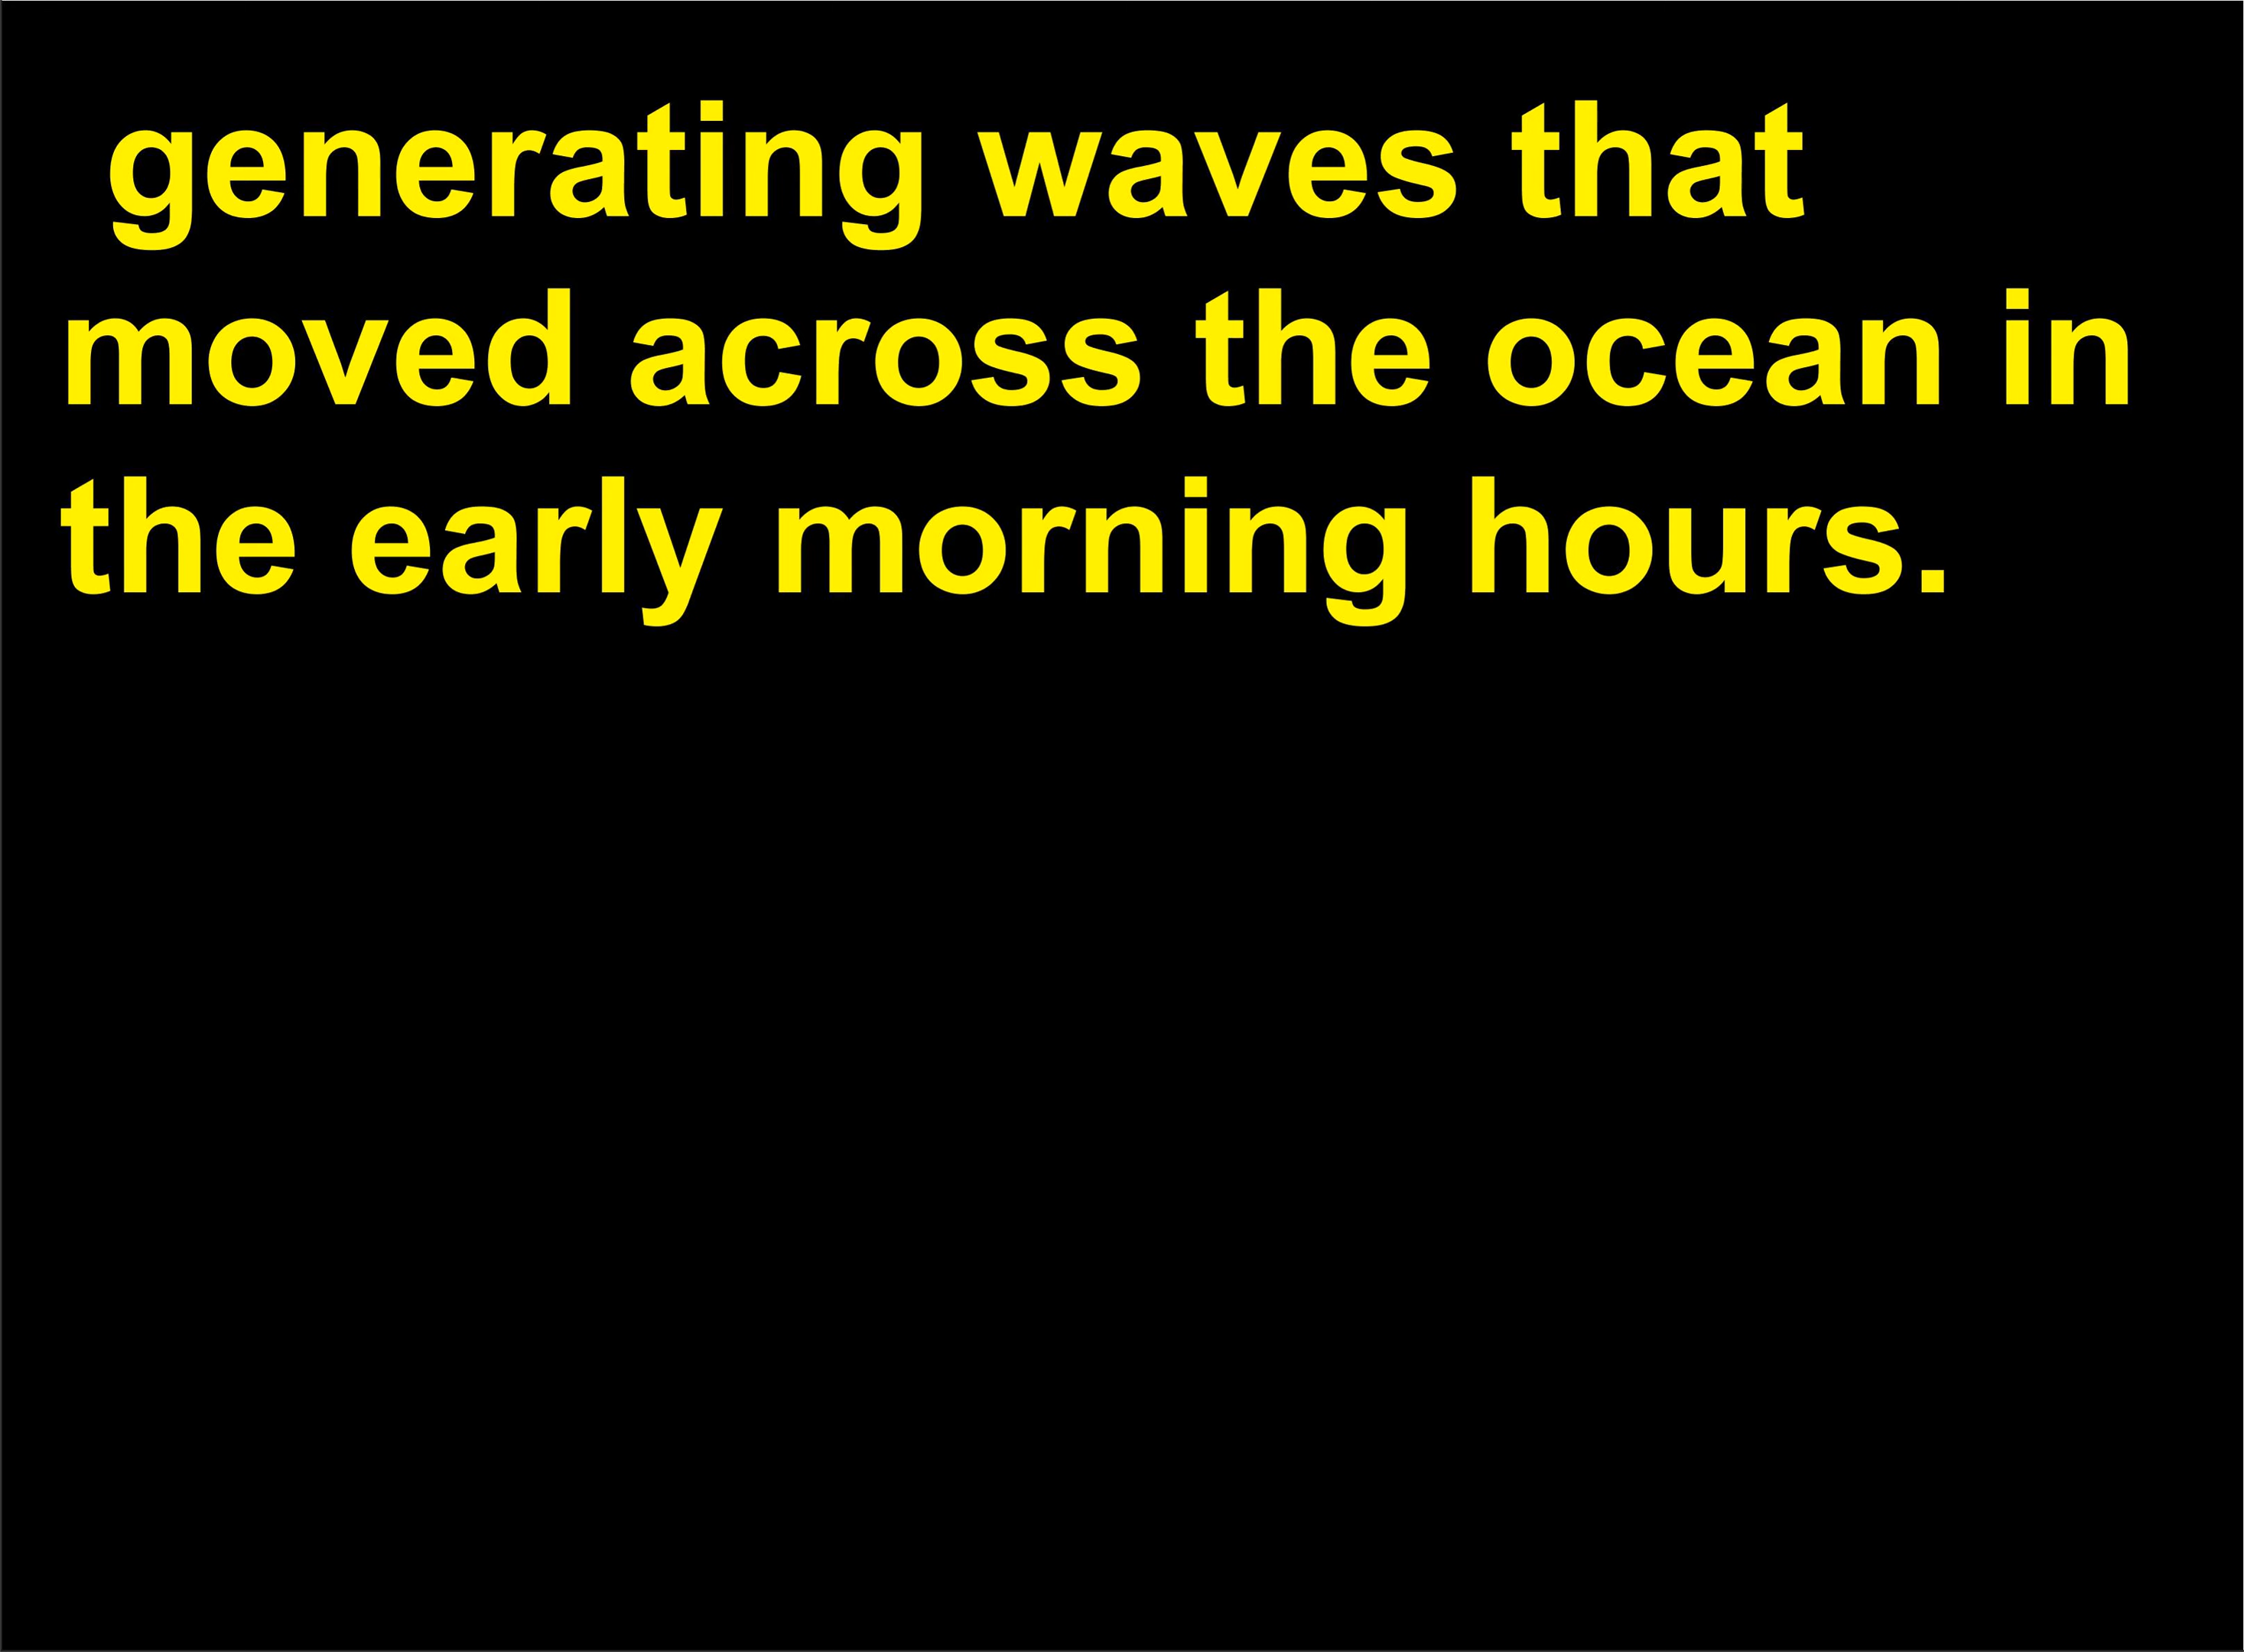 generating waves that
moved across the ocean in
the early morning hours.